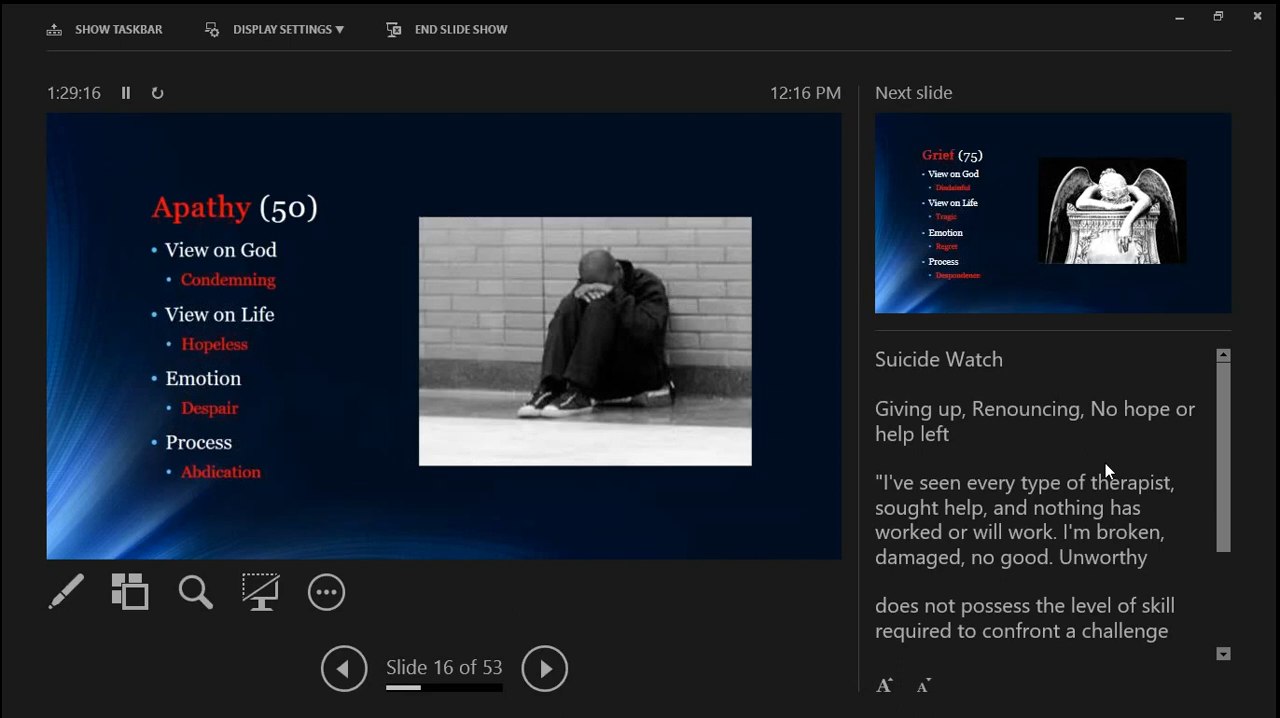 SHOW TASKBAR
DISPLAY SETTINGS ▼
END SLIDE SHOW
1:29:16
12:16 PM
Apathy (50)
• View on God
• Condemning
• View on Life
• Hopeless
• Emotion
• Despair
• Process
• Abdication
Slide 16 of 53
Next slide
Grief (75)
• View on God
• Disdainful
• View on Life
• Tragic
• Emotion
• Regret
• Process
• Despondence
Suicide Watch
Giving up, Renouncing, No hope or
help left
"I've seen every type of therapist,
sought help, and nothing has
worked or will work. I'm broken,
damaged, no good. Unworthy
does not possess the level of skill
required to confront a challenge
A A